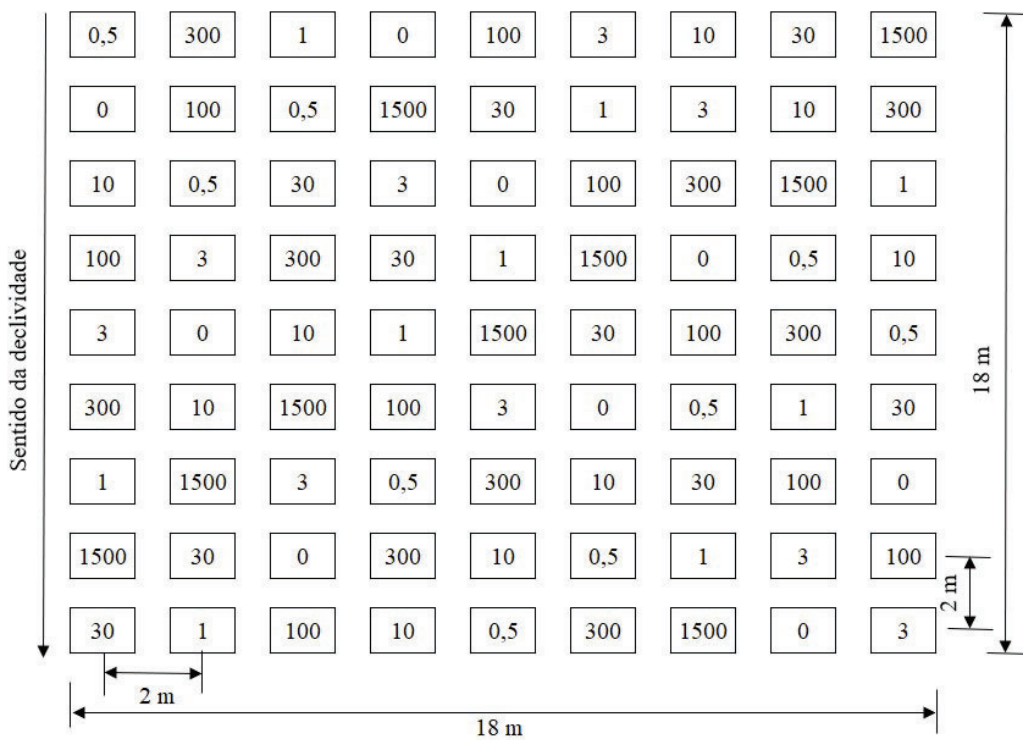 0,5 300 1 0 100 3 10 30 1500
0 100 0,5 1500 30 1 3 10 300
10 0,5 30 3 0 100 300 1500 1
100 3 300 30 1 1500 0 0,5 10
3 0 10 1 1500 30 100 300 0,5
300 10 1500 100 3 0 0,5 1 30
1 1500 3 0,5 300 10 30 100 0
1500 30 0 300 10 0,5 1 3 100
30 1 100 10 0,5 300 1500 0 3
Sentido da declividade
18 m
2 m
2 m
18 m